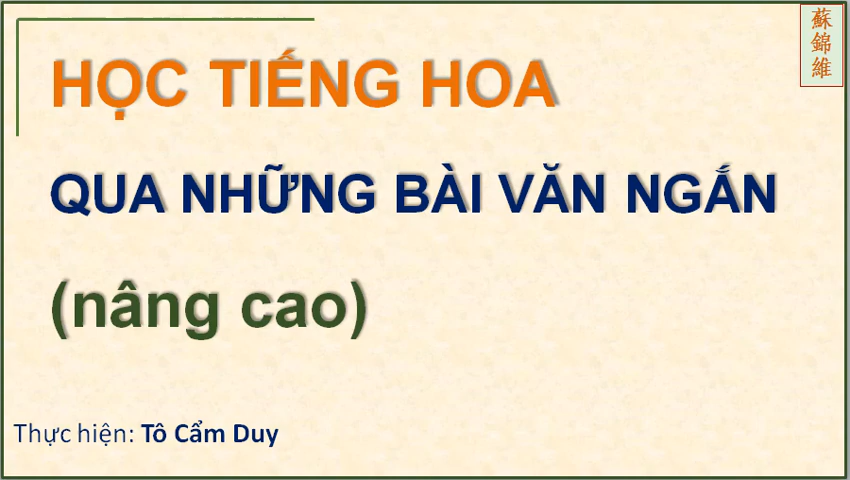 HỌC TIẾNG HOA
QUA NHỮNG BÀI VĂN NGẮN
(nâng cao)
Thực hiện: Tô Cẩm Duy
蘇錦維